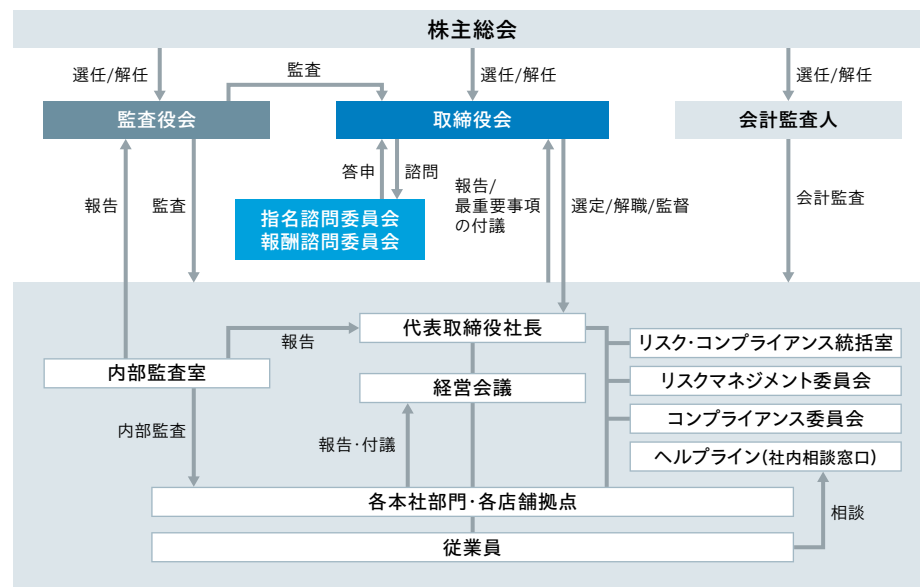 株主総会
選任/解任
監査
選任/解任
選任/解任
監査役会
取締役会
会計監査人
報告
監査
答申
諮問
報告/
最重要事項
の付議
選定/解職/監督
会計監査
指名諮問委員会
報酬諮問委員会
代表取締役社長
報告
リスク・コンプライアンス統括室
内部監査室
経営会議
リスクマネジメント委員会
コンプライアンス委員会
内部監査
報告・付議
ヘルプライン(社内相談窓口)
各本社部門・各店舗拠点
相談
従業員